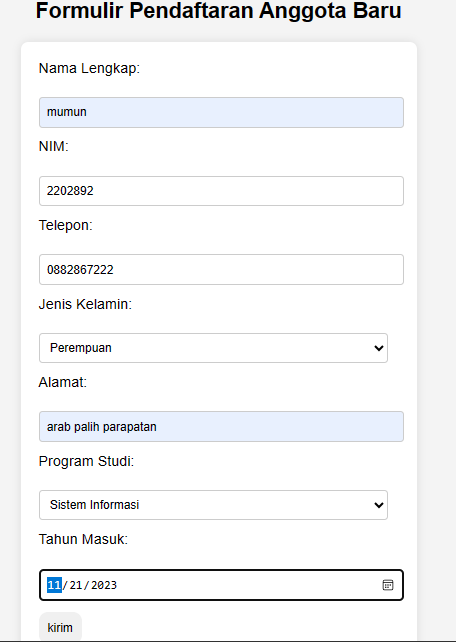 Formulir Pendaftaran Anggota Baru
Nama Lengkap:
mumun
NIM:
2202892
Telepon:
0882867222
Jenis Kelamin:
Perempuan
Alamat:
arab palih parapatan
Program Studi:
Sistem Informasi
Tahun Masuk:
11/21/2023
kirim